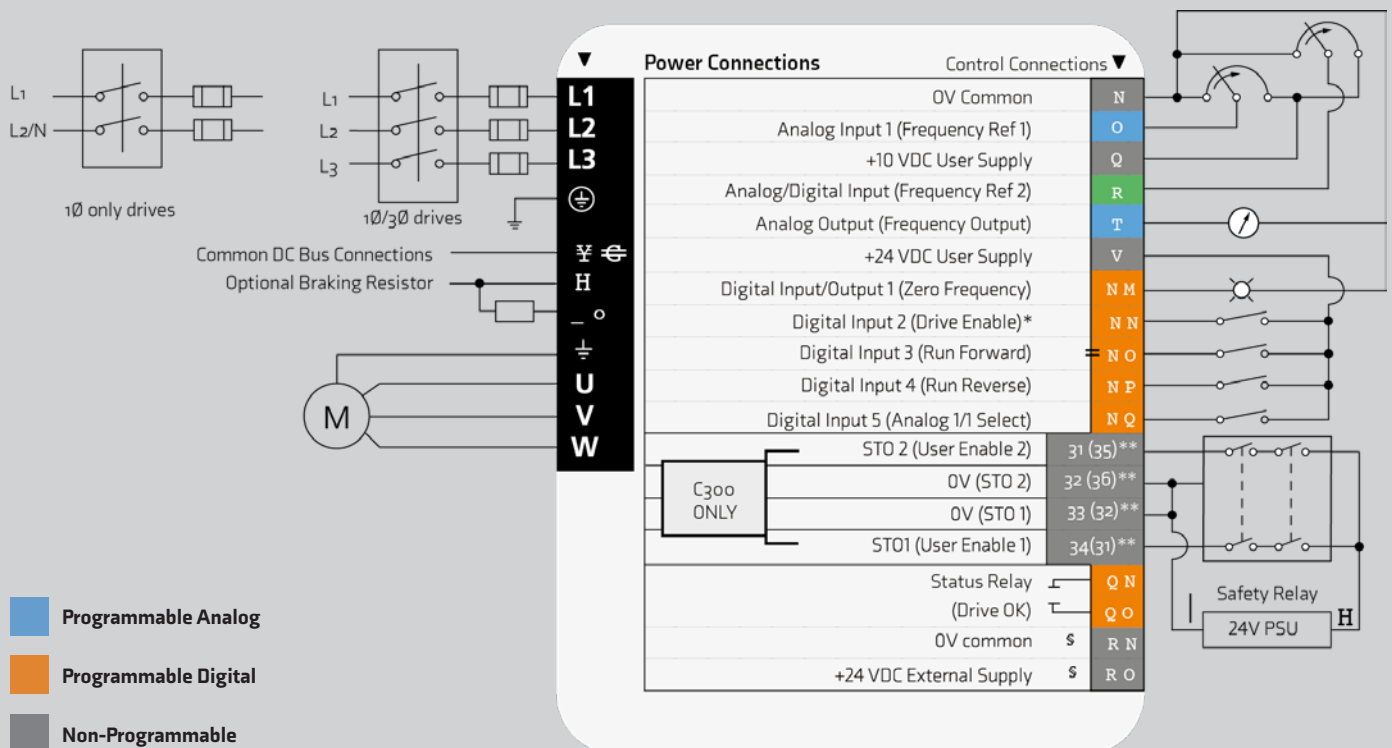 Power Connections
Control Connections
L1
L2/N
1Ø only drives
L1
L2
L3
1Ø/3Ø drives
L1
L2
L3
Common DC Bus Connections
¥ €
Optional Braking Resistor
H
_ °
U
V
W
M
0V Common N
Analog Input 1 (Frequency Ref 1) O
+10 VDC User Supply Q
Analog/Digital Input (Frequency Ref 2) R
Analog Output (Frequency Output) T
+24 VDC User Supply V
Digital Input/Output 1 (Zero Frequency) N M
Digital Input 2 (Drive Enable)* N N
Digital Input 3 (Run Forward) = N O
Digital Input 4 (Run Reverse) N P
Digital Input 5 (Analog 1/1 Select) N Q
STO 2 (User Enable 2) 31 (35)**
0V (STO 2) 32 (36)**
0V (STO 1) 33 (32)**
STO1 (User Enable 1) 34(31)**
C300
ONLY
Status Relay Q N
(Drive OK) Q O
0V common § R N
+24 VDC External Supply § R O
Safety Relay
24V PSU
H
Programmable Analog
Programmable Digital
Non-Programmable